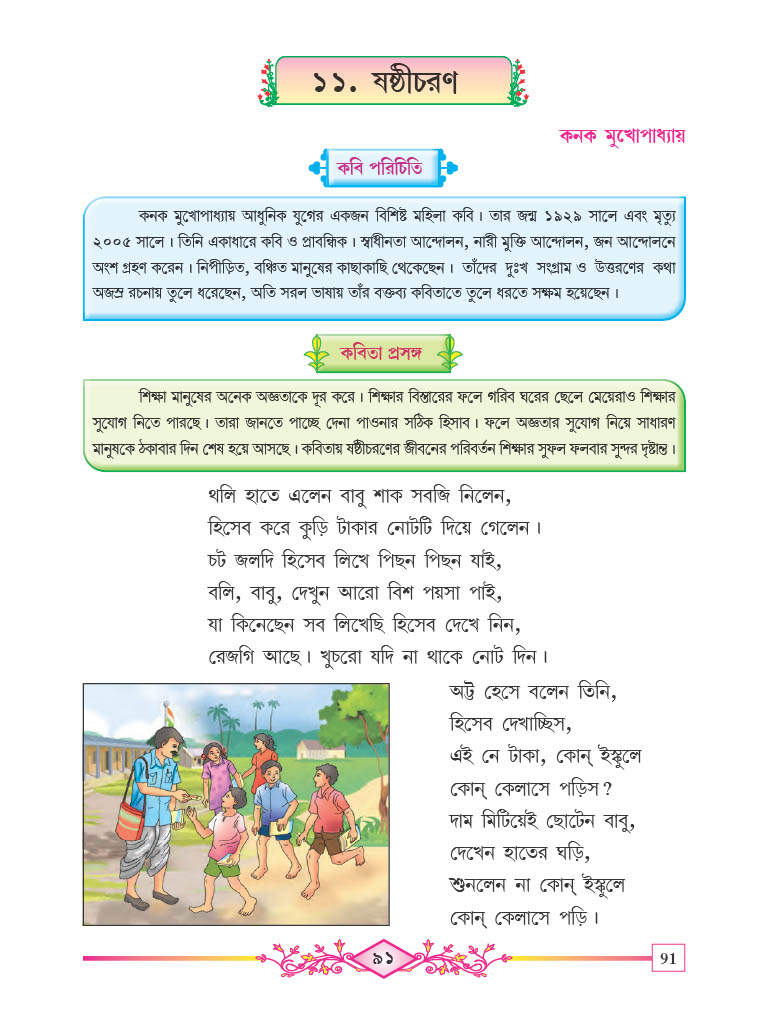 ১১. ষষ্ঠীচরণ
কনক মুখোপাধ্যায়
কবি পরিচিতি
কনক মুখোপাধ্যায় আধুনিক যুগের একজন বিশিষ্ট মহিলা কবি। তার জন্ম ১৯২৯ সালে এবং মৃত্যু
২০০৫ সালে। তিনি একাধারে কবি ও প্রাবন্ধিক। স্বাধীনতা আন্দোলন, নারী মুক্তি আন্দোলন, জন আন্দোলনে
অংশ গ্রহণ করেন। নিপীড়িত, বঞ্চিত মানুষের কাছাকাছি থেকেছেন। তাঁদের দুঃখ সংগ্রাম ও উত্তরণের কথা
অজস্র রচনায় তুলে ধরেছেন, অতি সরল ভাষায় তাঁর বক্তব্য কবিতাতে তুলে ধরতে সক্ষম হয়েছেন।
কবিতা প্রসঙ্গ
শিক্ষা মানুষের অনেক অজ্ঞতাকে দূর করে। শিক্ষার বিস্তারের ফলে গরিব ঘরের ছেলে মেয়েরাও শিক্ষার
সুযোগ নিতে পারছে। তারা জানতে পাচ্ছে দেনা পাওনার সঠিক হিসাব। ফলে অজ্ঞতার সুযোগ নিয়ে সাধারণ
মানুষকে ঠকাবার দিন শেষ হয়ে আসছে। কবিতায় ষষ্ঠীচরণের জীবনের পরিবর্তন শিক্ষার সুফল ফলবার সুন্দর দৃষ্টান্ত।
থলি হাতে এলেন বাবু শাক সবজি নিলেন,
হিসেব করে কুড়ি টাকার নোটটি দিয়ে গেলেন।
চট জলদি হিসেব লিখে পিছন পিছন যাই,
বলি, বাবু, দেখুন আরো বিশ পয়সা পাই,
যা কিনেছেন সব লিখেছি হিসেব দেখে নিন,
রেজগি আছে। খুচরো যদি না থাকে নোট দিন।
অট্ট হেসে বলেন তিনি,
হিসেব দেখাচ্ছিস,
এই নে টাকা, কোন্ ইস্কুলে
কোন্ কেলাসে পড়িস?
দাম মিটিয়েই ছোটেন বাবু,
দেখেন হাতের ঘড়ি,
শুনলেন না কোন্ ইস্কুলে
কোন্ কেলাসে পড়ি।
৯১
91